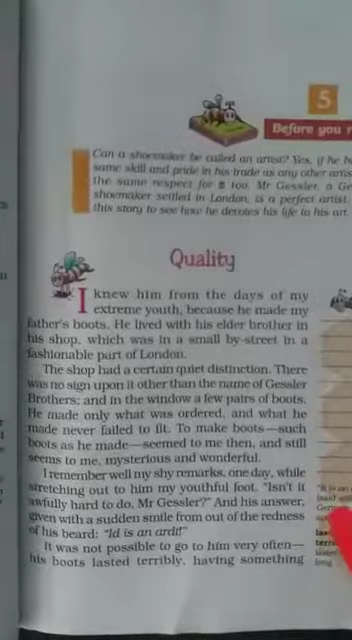 5
Before you r
Can a shoemaker be called an artist? Yes, if he h
same skill and pride in his trade as any other artis
the same respect for it too. Mr Gessler, a Ge
shoemaker settled in London, is a perfect artist.
this story to see how he devotes his life to his art.
Quality
I knew him from the days of my
extreme youth, because he made my
father's boots. He lived with his elder brother in
his shop, which was in a small by-street in a
fashionable part of London.
The shop had a certain quiet distinction. There
was no sign upon it other than the name of Gessler
Brothers; and in the window a few pairs of boots.
He made only what was ordered, and what he
made never failed to fit. To make boots—such
boots as he made—seemed to me then, and still
seems to me, mysterious and wonderful.
I remember well my shy remarks, one day, while
stretching out to him my youthful foot. "Isn't it
awfully hard to do, Mr Gessler?" And his answer,
given with a sudden smile from out of the redness
of his beard: "Id is an ardt!"
It was not possible to go to him very often—
his boots lasted terribly, having something
"It is an
Ger
las
terri
long